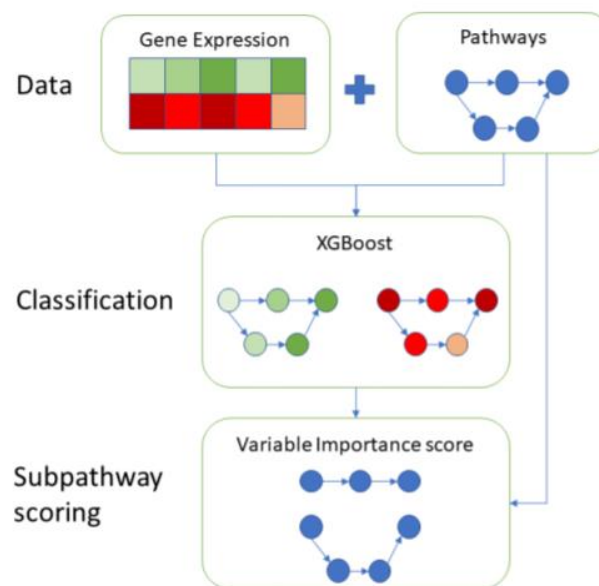 Gene Expression
Pathways
Data
XGBoost
Classification
Variable Importance score
Subpathway
scoring